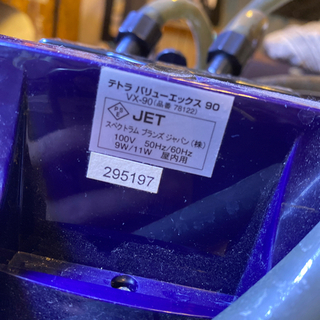 テトラ バリューエックス 90
VX-90(品番 78122)
JET
スペクトラム ブランズ ジャパン(株)
100V 50Hz/60Hz
9W/11W 屋内用
295197